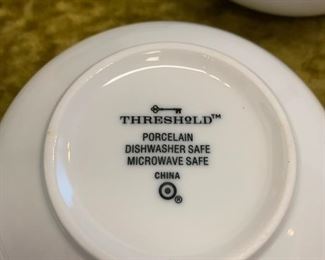 THRESHOLD™
PORCELAIN
DISHWASHER SAFE
MICROWAVE SAFE
CHINA
®